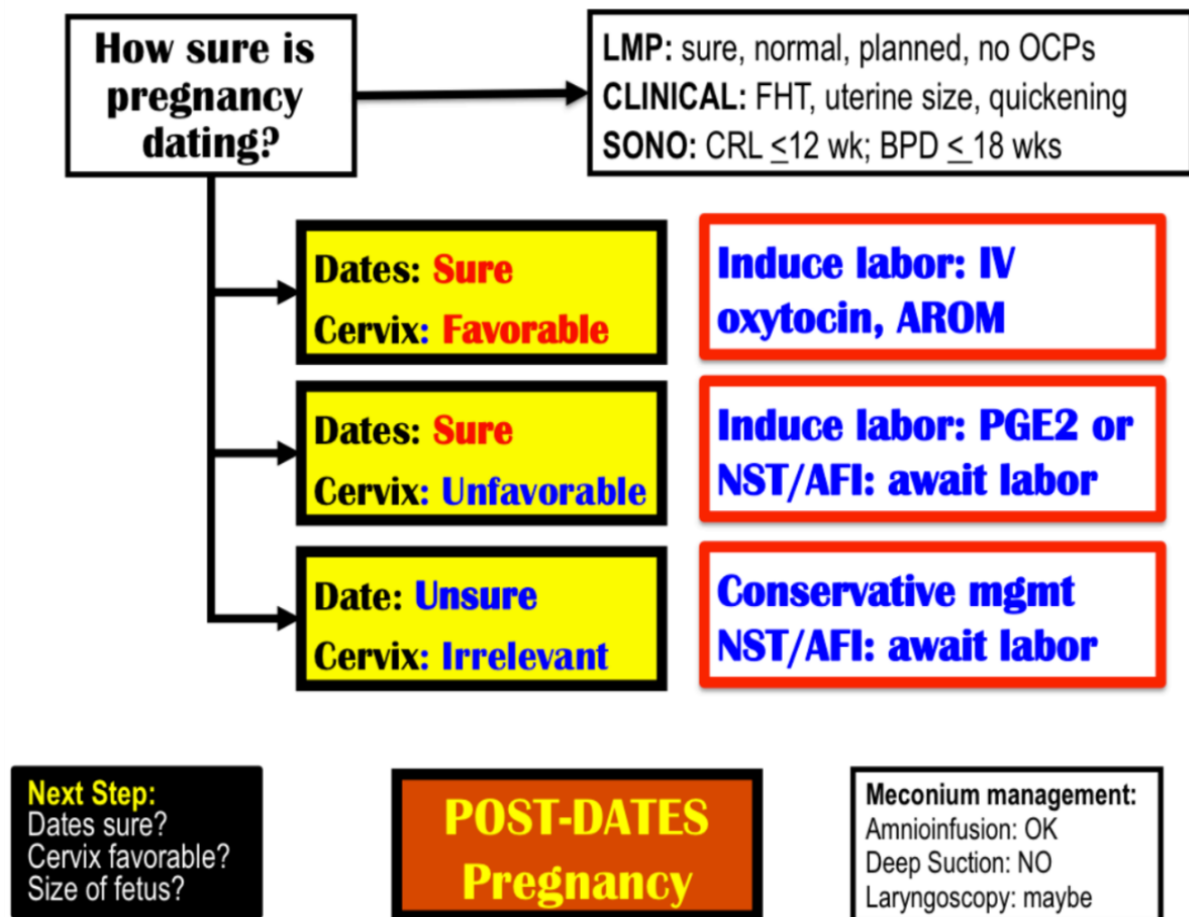 How sure is
pregnancy
dating?
LMP: sure, normal, planned, no OCPs
CLINICAL: FHT, uterine size, quickening
SONO: CRL ≤12 wk; BPD ≤ 18 wks
Dates: Sure
Cervix: Favorable
Induce labor: IV
oxytocin, AROM
Dates: Sure
Cervix: Unfavorable
Induce labor: PGE2 or
NST/AFI: await labor
Date: Unsure
Cervix: Irrelevant
Conservative mgmt
NST/AFI: await labor
Next Step:
Dates sure?
Cervix favorable?
Size of fetus?
POST-DATES
Pregnancy
Meconium management:
Amnioinfusion: OK
Deep Suction: NO
Laryngoscopy: maybe